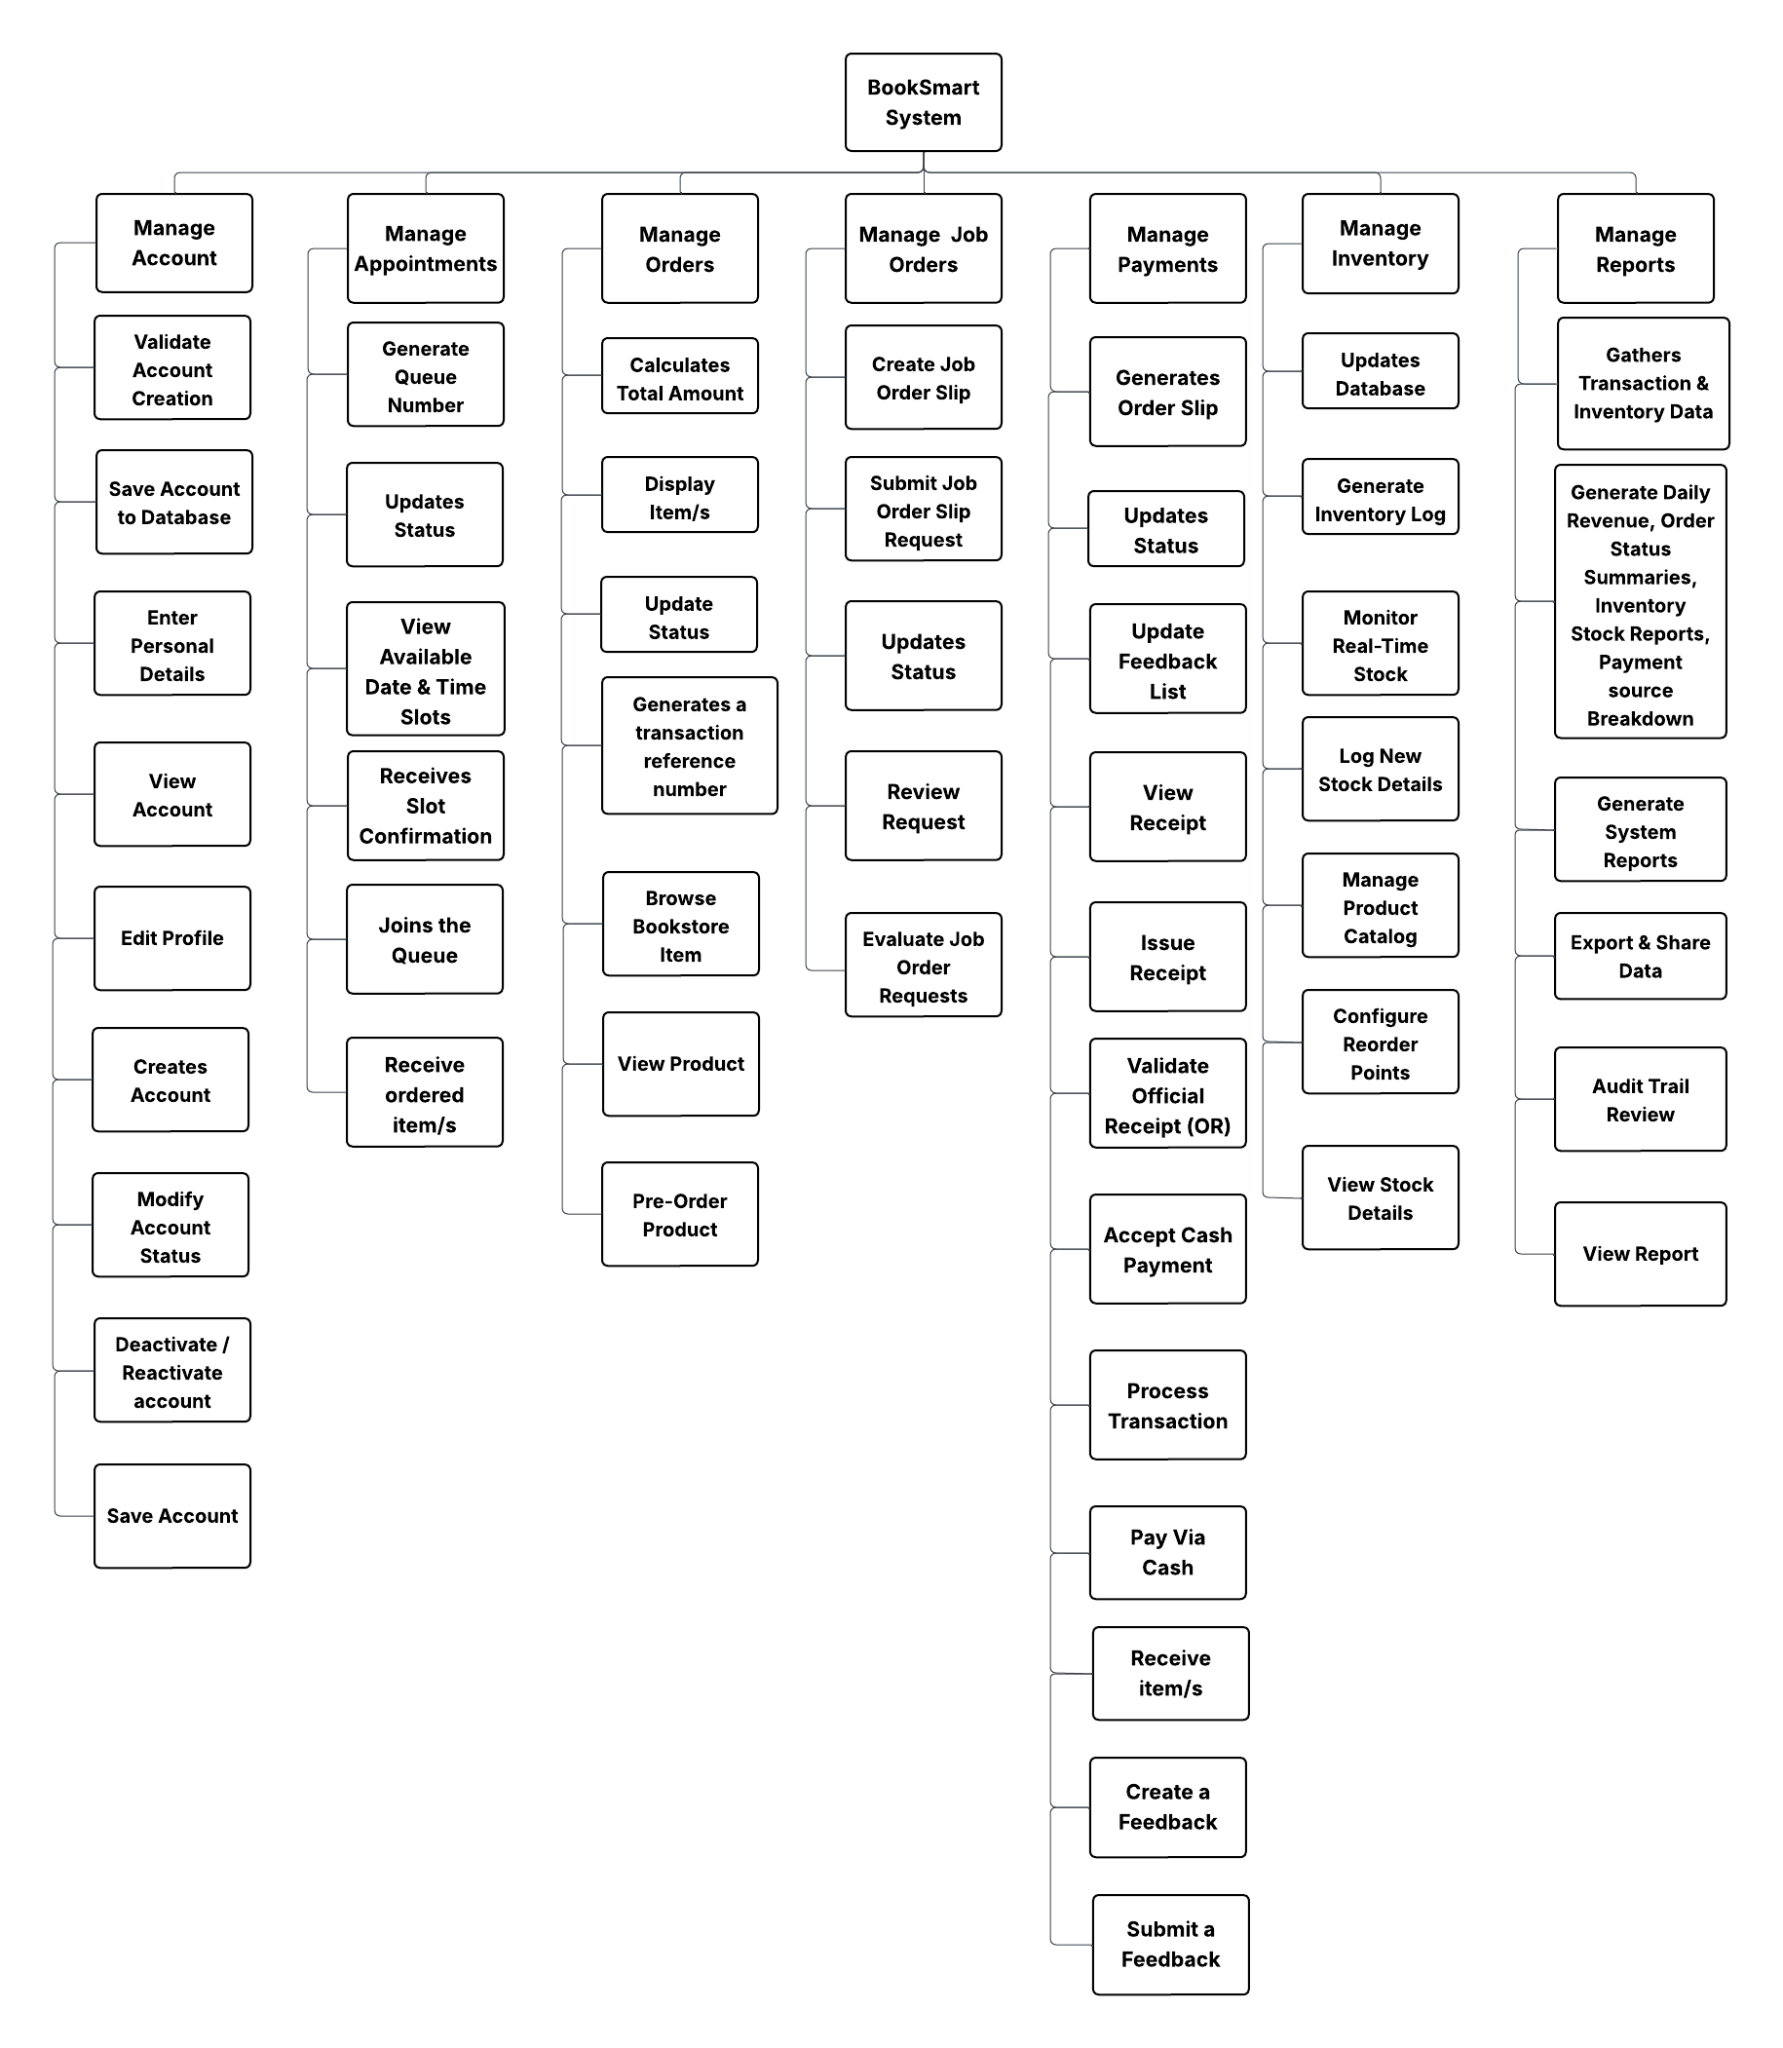 BookSmart
System
Manage
Account
Validate
Account
Creation
Save Account
to Database
Enter
Personal
Details
View
Account
Edit Profile
Creates
Account
Modify
Account
Status
Deactivate /
Reactivate
account
Save Account
Manage
Appointments
Generate
Queue
Number
Updates
Status
View
Available
Date & Time
Slots
Receives
Slot
Confirmation
Joins the
Queue
Receive
ordered
item/s
Manage
Orders
Calculates
Total Amount
Display
Item/s
Update
Status
Generates a
transaction
reference
number
Browse
Bookstore
Item
View Product
Pre-Order
Product
Manage Job
Orders
Create Job
Order Slip
Submit Job
Order Slip
Request
Updates
Status
Review
Request
Evaluate Job
Order
Requests
Manage
Payments
Generates
Order Slip
Updates
Status
Update
Feedback
List
View
Receipt
Issue
Receipt
Validate
Official
Receipt (OR)
Accept Cash
Payment
Process
Transaction
Pay Via
Cash
Receive
item/s
Create a
Feedback
Submit a
Feedback
Manage
Inventory
Updates
Database
Generate
Inventory Log
Monitor
Real-Time
Stock
Log New
Stock Details
Manage
Product
Catalog
Configure
Reorder
Points
View Stock
Details
Manage
Reports
Gathers
Transaction &
Inventory Data
Generate Daily
Revenue, Order
Status
Summaries,
Inventory
Stock Reports,
Payment
source
Breakdown
Generate
System
Reports
Export & Share
Data
Audit Trail
Review
View Report